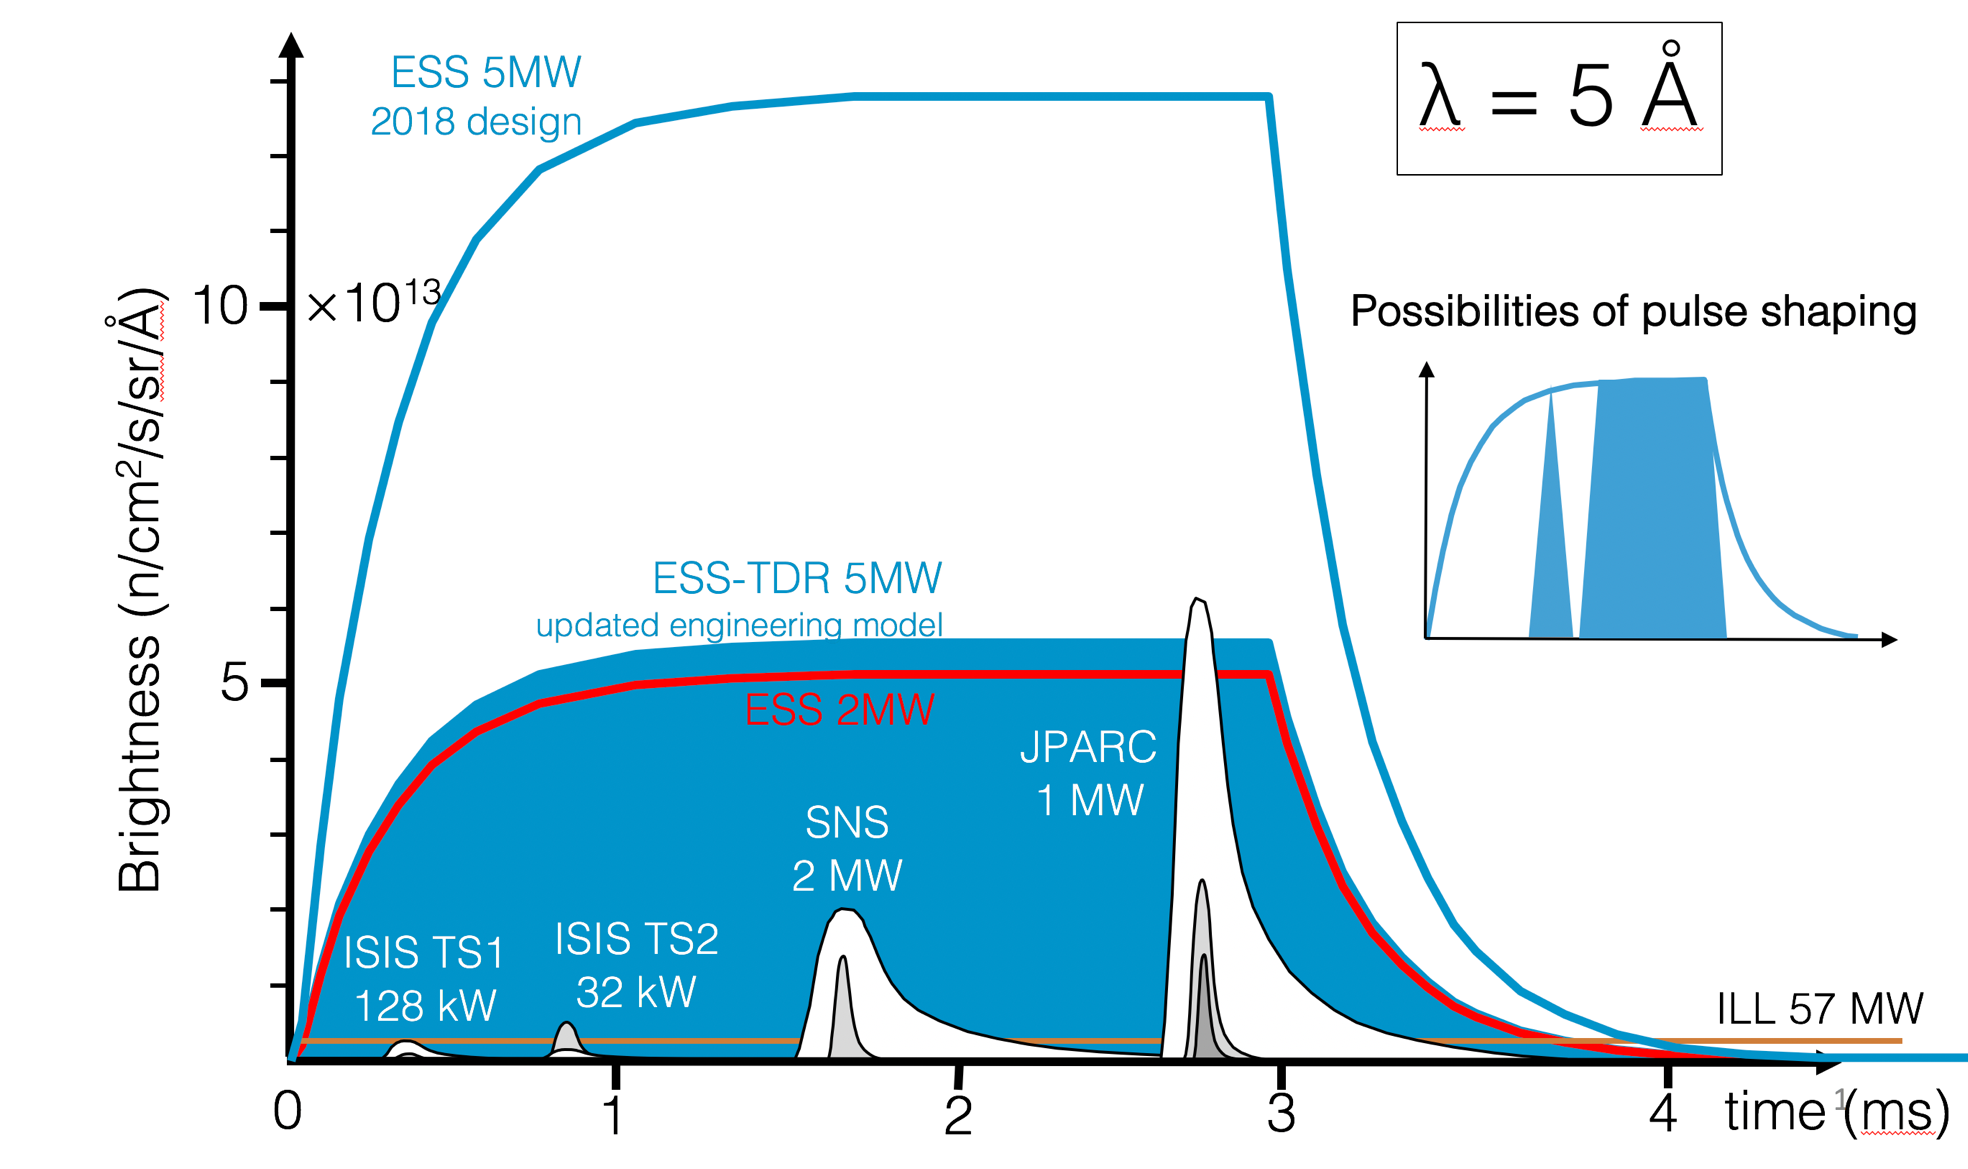 ESS 5MW
2018 design
λ = 5 Å
×10¹³
10
5
Brightness (n/cm²/s/sr/Å)
Possibilities of pulse shaping
ESS-TDR 5MW
updated engineering model
ESS 2MW
JPARC
1 MW
SNS
2 MW
ISIS TS1
128 kW
ISIS TS2
32 kW
ILL 57 MW
0
1
2
3
4
time (ms)
1